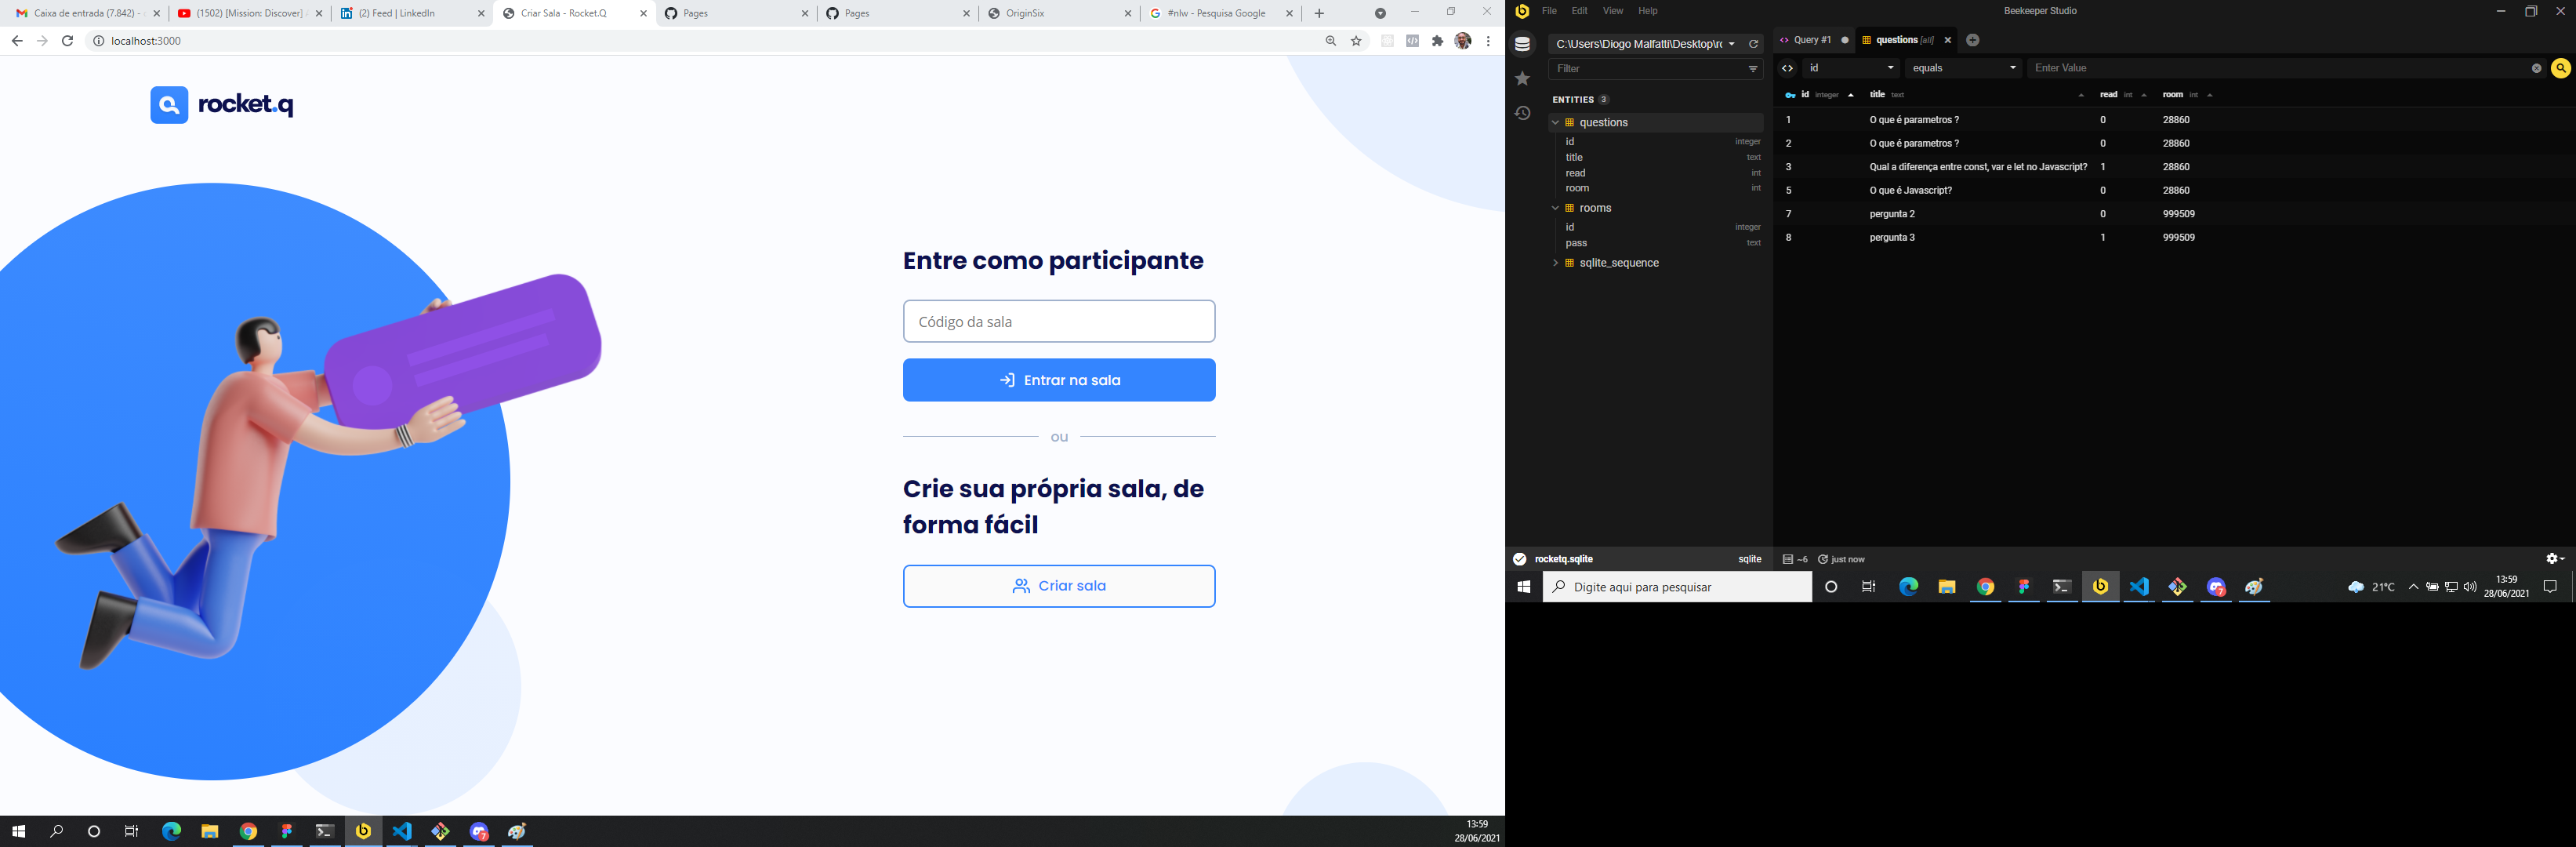 Caixa de entrada (7.842) -
(1502) [Mission: Discover]
(2) Feed | LinkedIn
Criar Sala - Rocket.Q
Pages
Pages
OriginSix
#nlw - Pesquisa Google
localhost:3000
rocket.q
Entre como participante
Código da sala
Entrar na sala
ou
Crie sua própria sala, de
forma fácil
Criar sala
13:59
28/06/2021
File Edit View Help
Beekeeper Studio
C:\Users\Diogo Malfatti\Desktop\rc
Filter
ENTITIES 3
questions
id integer
title text
read int
room int
rooms
id integer
pass text
sqlite_sequence
rocketq.sqlite sqlite
Query #1
questions [all]
id equals Enter Value
id integer title text read int room int
1 O que é parametros ? 0 28860
2 O que é parametros ? 0 28860
3 Qual a diferença entre const, var e let no Javascript? 1 28860
5 O que é Javascript? 0 28860
7 pergunta 2 0 999509
8 pergunta 3 1 999509
~6 just now
Digite aqui para pesquisar
7
21°C
13:59
28/06/2021
7